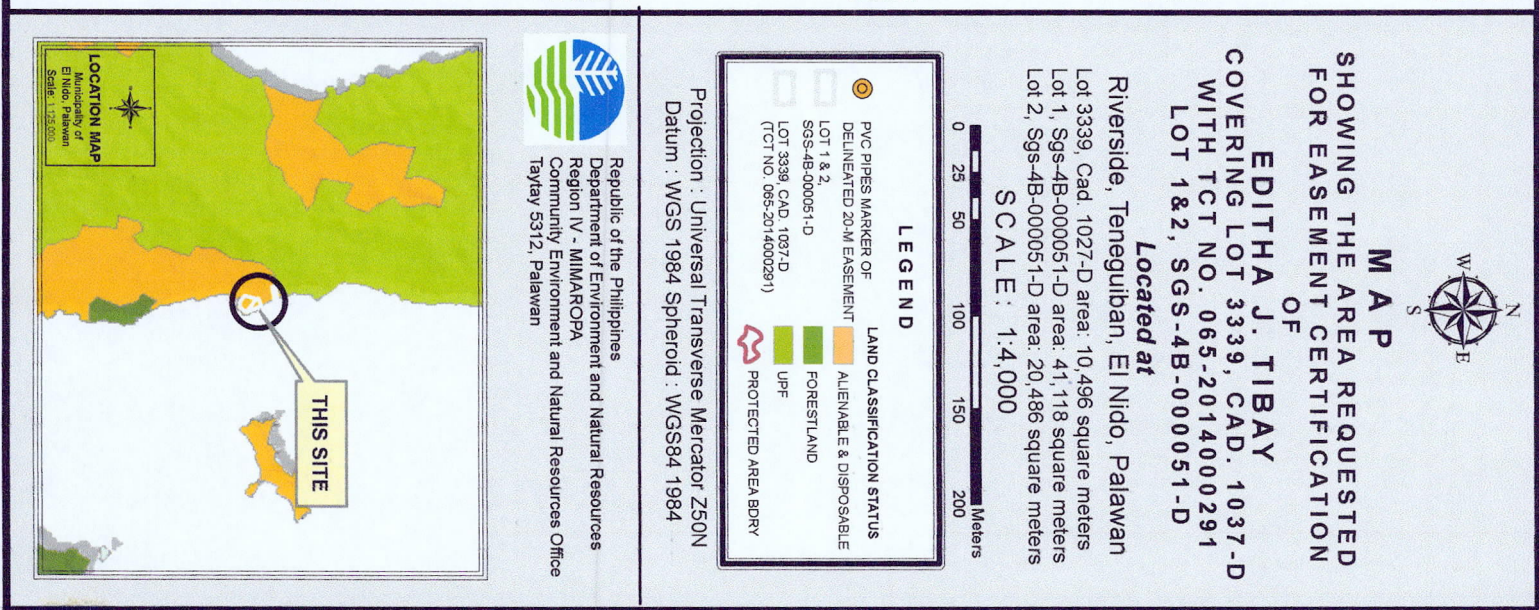 N
W
E
S
MAP
SHOWING THE AREA REQUESTED
FOR EASEMENT CERTIFICATION
OF
EDITHA J. TIBAY
COVERING LOT 3339, CAD. 1037-D
WITH TCT NO. 065-2014000291
LOT 1&2, SGS-4B-000051-D
Located at
Riverside, Teneguiban, El Nido, Palawan
Lot 3339, Cad. 1027-D area: 10,496 square meters
Lot 1, Sgs-4B-000051-D area: 41,118 square meters
Lot 2, Sgs-4B-000051-D area: 20,486 square meters
SCALE: 1:4,000
0 25 50 100 150 200
Meters
LEGEND
PVC PIPES MARKER OF
DELINEATED 20-M EASEMENT
LOT 1 & 2,
SGS-4B-000051-D
LOT 3339, CAD. 1037-D
(TCT NO. 065-2014000291)
LAND CLASSIFICATION STATUS
ALIENABLE & DISPOSABLE
FORESTLAND
UPF
PROTECTED AREA BDRY
Projection : Universal Transverse Mercator Z50N
Datum : WGS 1984 Spheroid : WGS84 1984
Republic of the Philippines
Department of Environment and Natural Resources
Region IV - MIMAROPA
Community Environment and Natural Resources Office
Taytay 5312, Palawan
THIS SITE
LOCATION MAP
Municipality of
El Nido, Palawan
Scale: 1:125,000